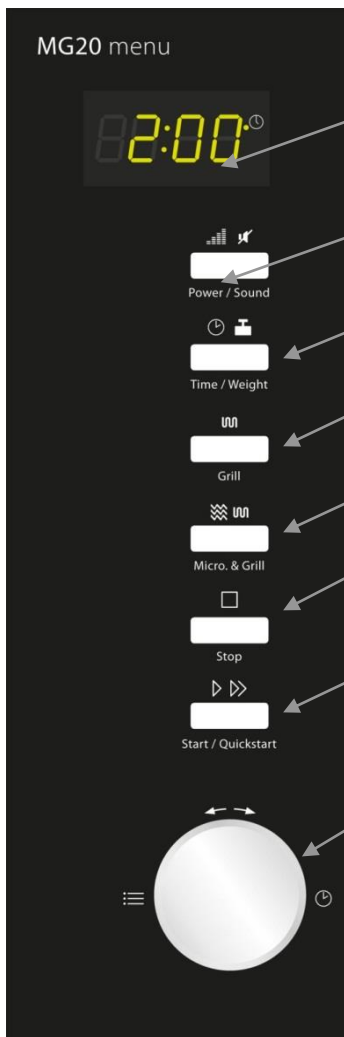 MG20 menu
2:00
Power / Sound
Time / Weight
Grill
Micro. & Grill
Stop
Start / Quickstart